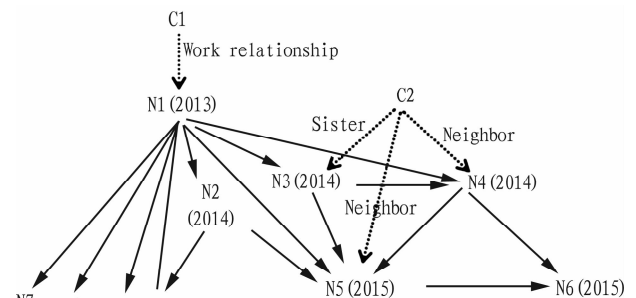 C1
Work relationship
N1(2013)
C2
Sister
Neighbor
N3(2014)
N4(2014)
N2
(2014)
Neighbor
N5(2015)
N6(2015)